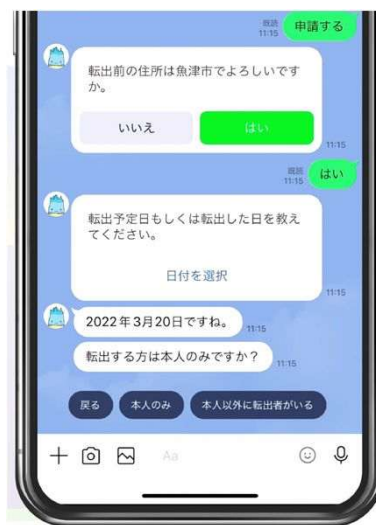 既読
11:15
申請する
転出前の住所は魚津市でよろしいです
か。
いいえ
はい
11:15
既読
11:15
はい
転出予定日もしくは転出した日を教え
てください。
日付を選択
11:15
2022年3月20日ですね。
11:15
転出する方は本人のみですか?
11:15
戻る
本人のみ
本人以外に転出者がいる
Aa